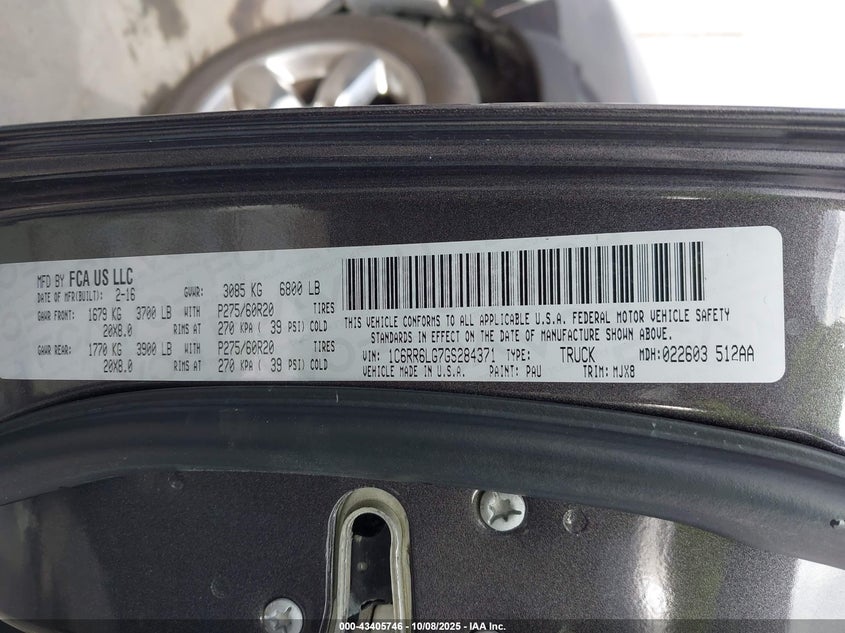 MFD BY FCA US LLC
DATE OF MFR(BUILT): 2-16 GVWR: 3085 KG 6800 LB
GAWR FRONT: 1679 KG 3700 LB WITH P275/60R20 TIRES
20X8.0 RIMS AT 270 KPA ( 39 PSI) COLD
GAWR REAR: 1770 KG 3900 LB WITH P275/60R20 TIRES
20X8.0 RIMS AT 270 KPA ( 39 PSI) COLD
THIS VEHICLE CONFORMS TO ALL APPLICABLE U.S.A. FEDERAL MOTOR VEHICLE SAFETY
STANDARDS IN EFFECT ON THE DATE OF MANUFACTURE SHOWN ABOVE.
VIN: 1C6RR6LG7GS284371 TYPE: TRUCK MDH:022603 512AA
VEHICLE MADE IN U.S.A. PAINT: PAU TRIM: MJX8
000-43405746 - 10/08/2025 - IAA Inc.